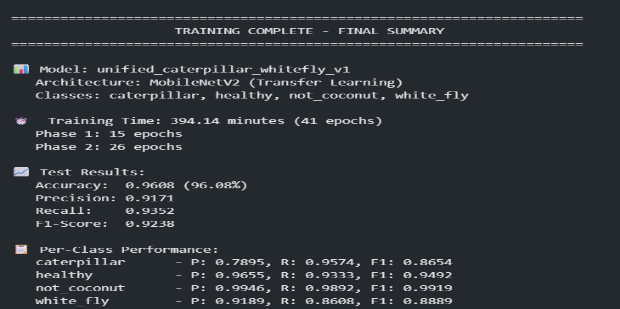 ================================================================================
TRAINING COMPLETE - FINAL SUMMARY
================================================================================
📊 Model: unified_caterpillar_whitefly_v1
Architecture: MobileNetV2 (Transfer Learning)
Classes: caterpillar, healthy, not_coconut, white_fly
⏱ Training Time: 394.14 minutes (41 epochs)
Phase 1: 15 epochs
Phase 2: 26 epochs
📈 Test Results:
Accuracy: 0.9608 (96.08%)
Precision: 0.9171
Recall: 0.9352
F1-Score: 0.9238
📋 Per-Class Performance:
caterpillar - P: 0.7895, R: 0.9574, F1: 0.8654
healthy - P: 0.9655, R: 0.9333, F1: 0.9492
not_coconut - P: 0.9946, R: 0.9892, F1: 0.9919
white_fly - P: 0.9189, R: 0.8608, F1: 0.8889